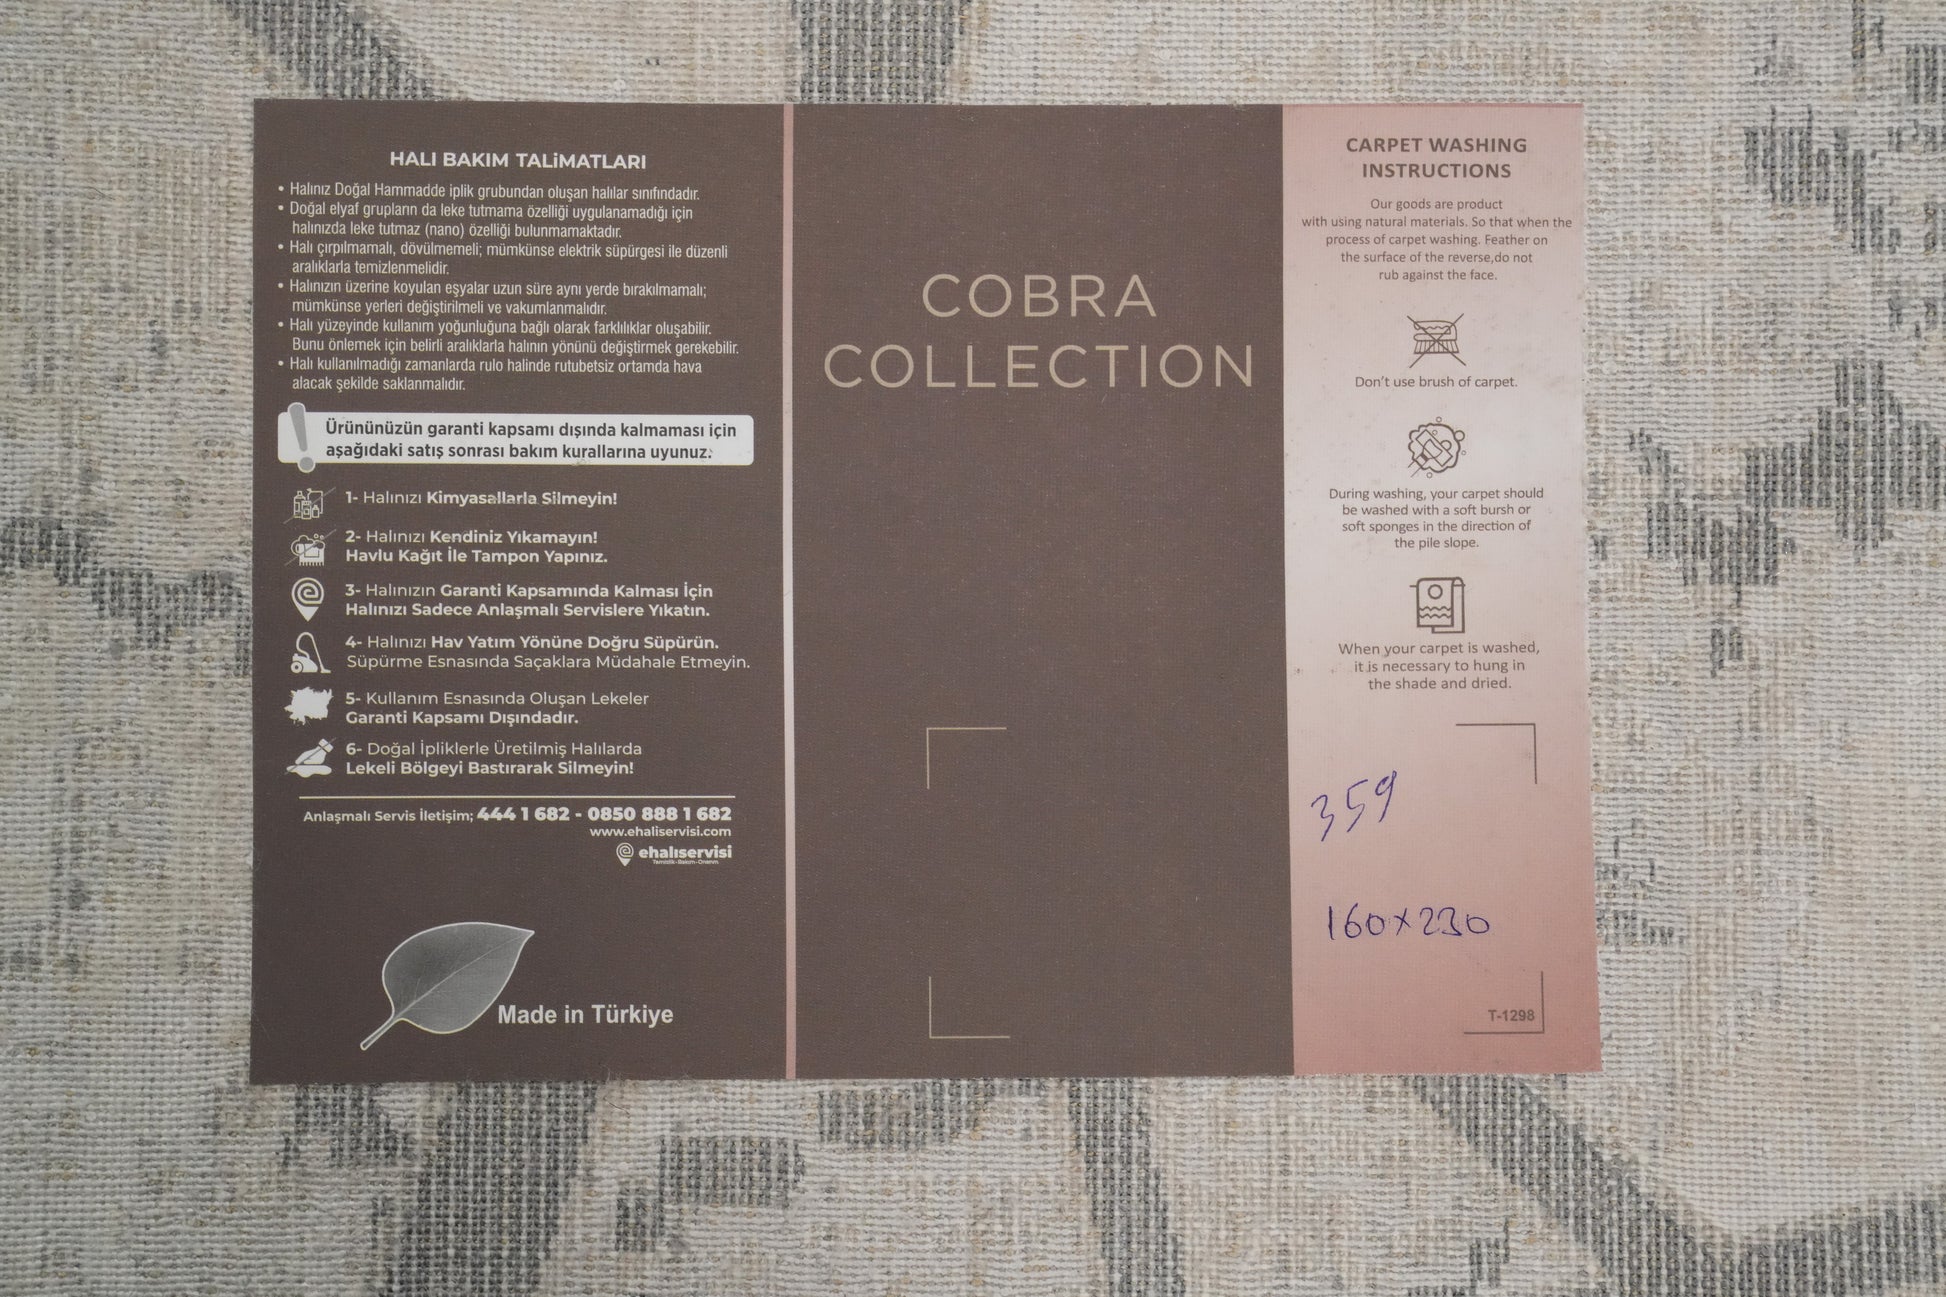 HALI BAKIM TALiMATLARI
• Halınız Doğal Hammadde iplik grubundan oluşan halılar sınıfındadır.
• Doğal elyaf grupların da leke tutmama özelliği uygulanamadığı için
halınızda leke tutmaz (nano) özelliği bulunmamaktadır.
• Halı çırpılmamalı, dövülmemeli; mümkünse elektrik süpürgesi ile düzenli
aralıklarla temizlenmelidir.
• Halınızın üzerine koyulan eşyalar uzun süre aynı yerde bırakılmamalı;
mümkünse yerleri değiştirilmeli ve vakumlanmalıdır.
• Halı yüzeyinde kullanım yoğunluğuna bağlı olarak farklılıklar oluşabilir.
Bunu önlemek için belirli aralıklarla halının yönünü değiştirmek gerekebilir.
• Halı kullanılmadığı zamanlarda rulo halinde rutubetsiz ortamda hava
alacak şekilde saklanmalıdır.
Ürününüzün garanti kapsamı dışında kalmaması için
aşağıdaki satış sonrası bakım kurallarına uyunuz.
1- Halınızı Kimyasallarla Silmeyin!
2- Halınızı Kendiniz Yıkamayın!
Havlu Kağıt İle Tampon Yapınız.
3- Halınızın Garanti Kapsamında Kalması İçin
Halınızı Sadece Anlaşmalı Servislere Yıkatın.
4- Halınızı Hav Yatım Yönüne Doğru Süpürün.
Süpürme Esnasında Saçaklara Müdahale Etmeyin.
5- Kullanım Esnasında Oluşan Lekeler
Garanti Kapsamı Dışındadır.
6- Doğal İpliklerle Üretilmiş Halılarda
Lekeli Bölgeyi Bastırarak Silmeyin!
Anlaşmalı Servis İletişim; 444 1 682 - 0850 888 1 682
www.ehaliservisi.com
ehalıservisi
Temizlik-Bakım-Onarım
Made in Türkiye
COBRA
COLLECTION
CARPET WASHING
INSTRUCTIONS
Our goods are product
with using natural materials. So that when the
process of carpet washing. Feather on
the surface of the reverse,do not
rub against the face.
Don't use brush of carpet.
During washing, your carpet should
be washed with a soft bursh or
soft sponges in the direction of
the pile slope.
When your carpet is washed,
it is necessary to hung in
the shade and dried.
359
160x230
T-1298